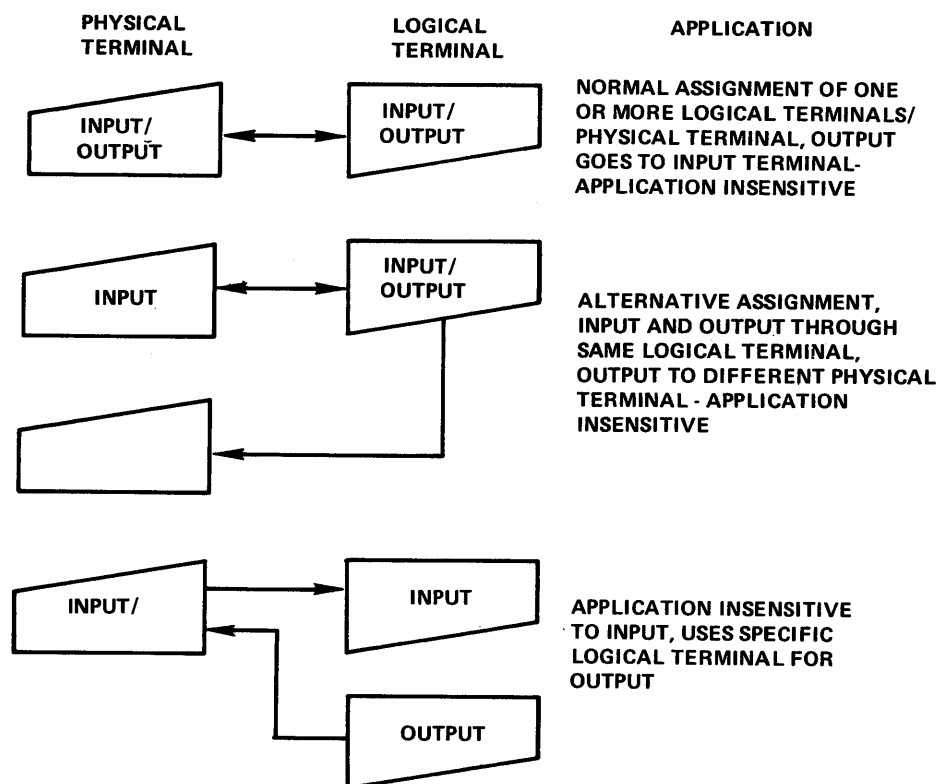 PHYSICAL
TERMINAL
LOGICAL
TERMINAL
APPLICATION
INPUT/
OUTPUT
INPUT/
OUTPUT
NORMAL ASSIGNMENT OF ONE
OR MORE LOGICAL TERMINALS/
PHYSICAL TERMINAL, OUTPUT
GOES TO INPUT TERMINAL-
APPLICATION INSENSITIVE
INPUT
INPUT/
OUTPUT
ALTERNATIVE ASSIGNMENT,
INPUT AND OUTPUT THROUGH
SAME LOGICAL TERMINAL,
OUTPUT TO DIFFERENT PHYSICAL
TERMINAL - APPLICATION
INSENSITIVE
INPUT/
INPUT
APPLICATION INSENSITIVE
TO INPUT, USES SPECIFIC
LOGICAL TERMINAL FOR
OUTPUT
OUTPUT